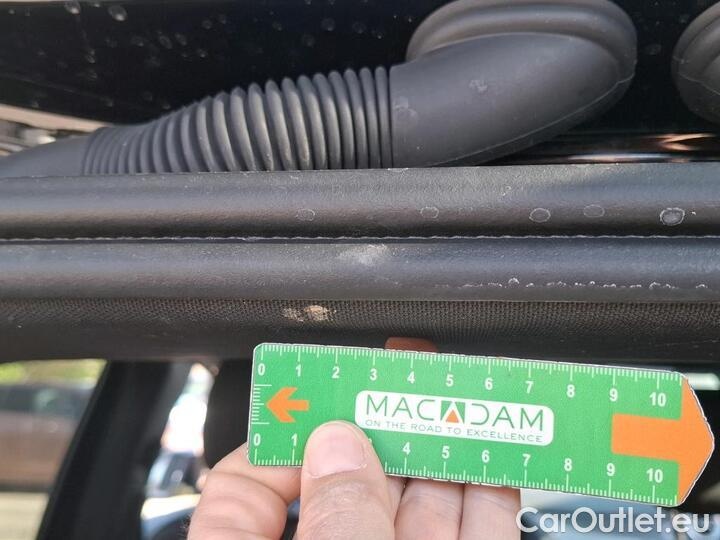 0 1 2 3 4 5 6 7 8 9 10
MACADAM
ON THE ROAD TO EXCELLENCE
0 1 3 4 5 6 7 8 9 10
CarOutlet.eu